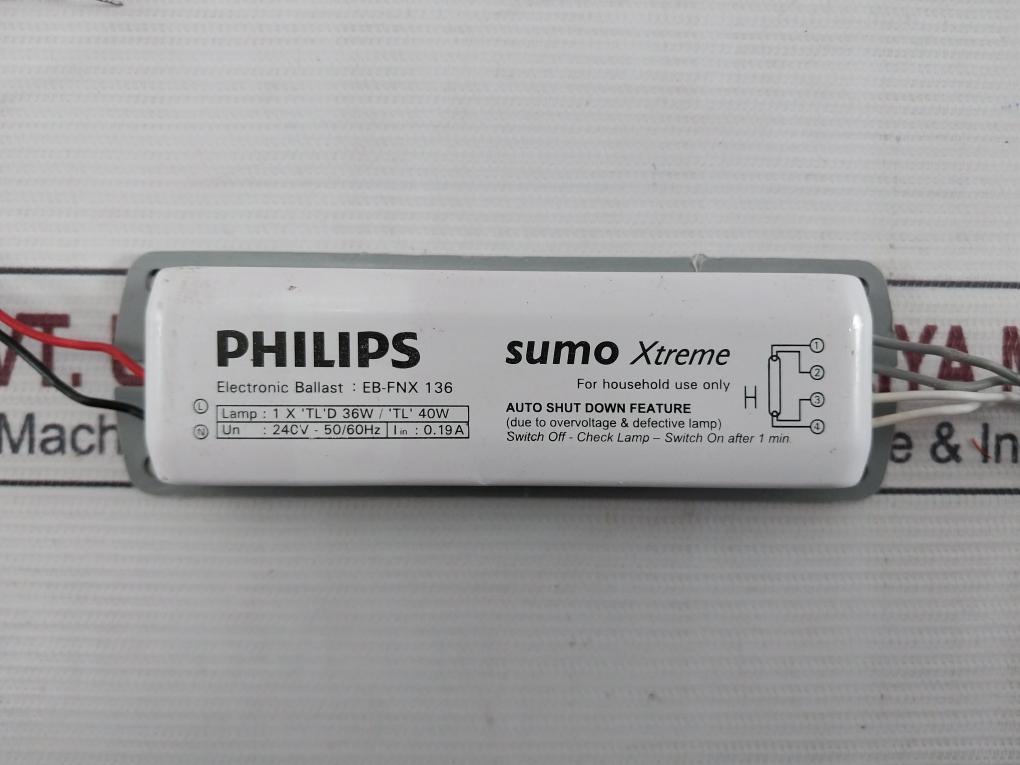 PHILIPS
Electronic Ballast : EB-FNX 136
L
Lamp : 1 X 'TL'D 36W / 'TL' 40W
N
Un : 240V - 50/60Hz Iin : 0.19A
sumo Xtreme
For household use only
AUTO SHUT DOWN FEATURE
(due to overvoltage & defective lamp)
Switch Off - Check Lamp – Switch On after 1 min.
H
1
2
3
4
VT.
YA M
Mach
e & In